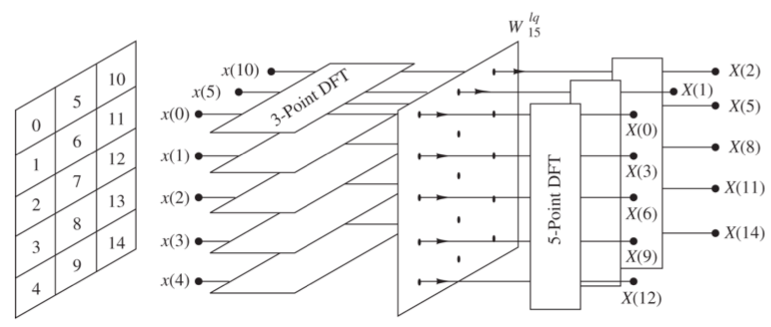 W_{15}^{lq}
0 5 10
1 6 11
2 7 12
3 8 13
4 9 14
x(10)
x(5)
x(0)
x(1)
x(2)
x(3)
x(4)
3-Point DFT
5-Point DFT
X(2)
X(1)
X(5)
X(0)
X(8)
X(3)
X(11)
X(6)
X(14)
X(9)
X(12)